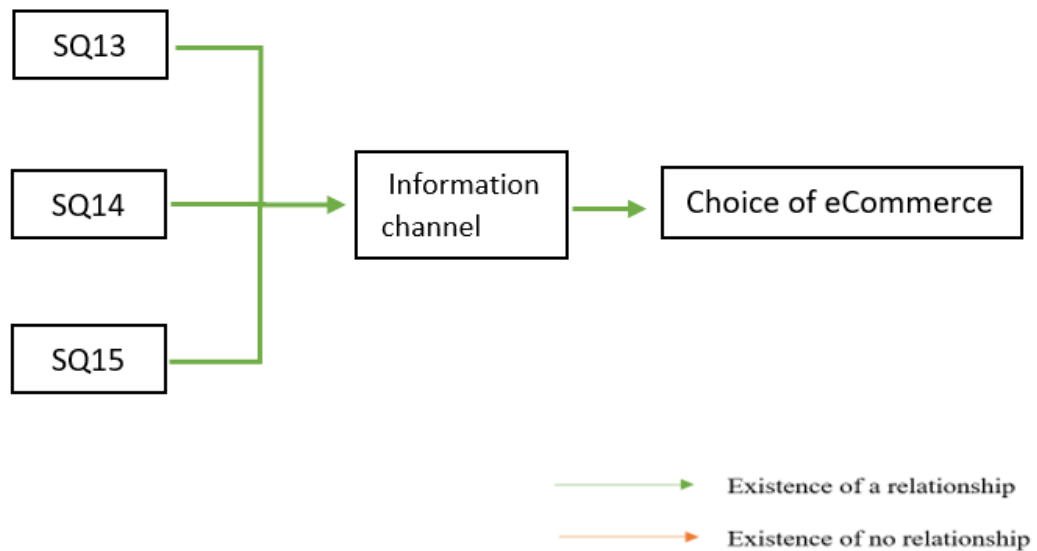 SQ13
SQ14
SQ15
Information
channel
Choice of eCommerce
Existence of a relationship
Existence of no relationship